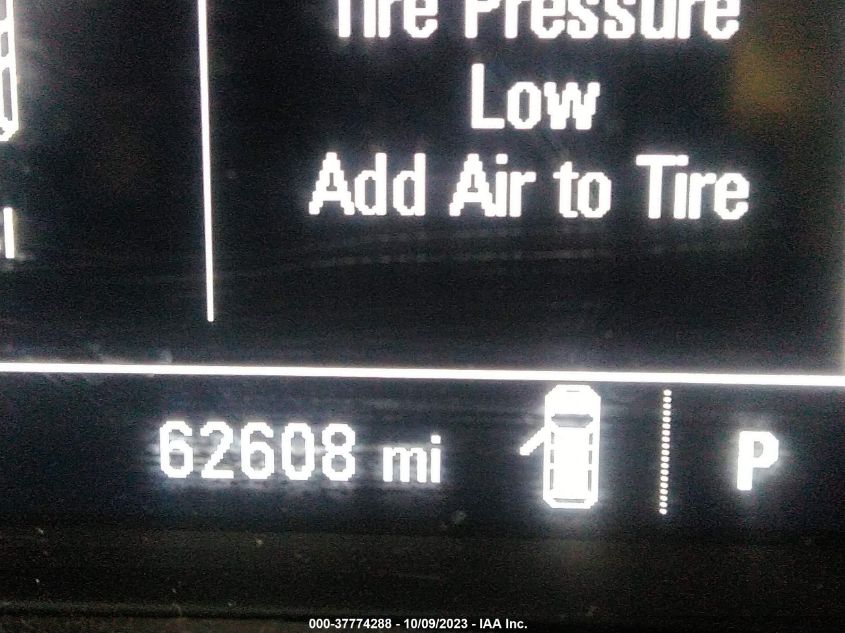 Tire Pressure
Low
Add Air to Tire
62608 mi
P
000-37774288 - 10/09/2023 - IAA Inc.